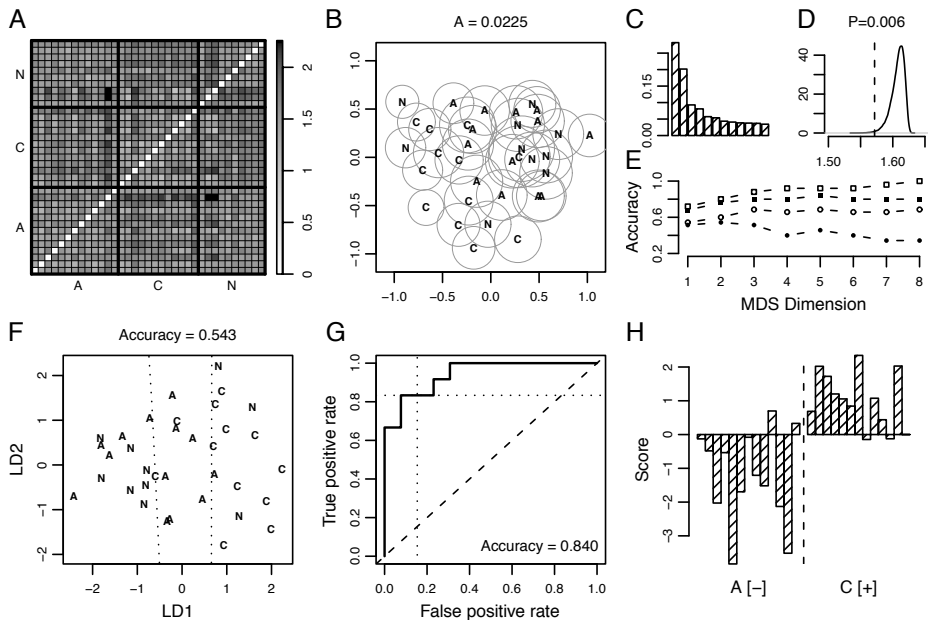 A
N
C
A
A C N
2
1.5
1
0.5
0
B
A = 0.0225
1.0
0.5
0.0
−0.5
−1.0
N A N
A A A
C C N A
C A N A
A
N N
C C A C N N
C N
A
A A A
C C
N
C
C
−1.0 −0.5 0.0 0.5 1.0
C
0.15
0.00
D
P=0.006
40
20
0
1.50 1.60
E
Accuracy
1.0
0.6
0.2
1 2 3 4 5 6 7 8
MDS Dimension
F
Accuracy = 0.543
LD2
2
1
0
−1
−2
N
A C
C N
A C A C
N A A C
A N C
A
A C
N C A A
A C
A A A C
A
A A N
C
C
−2 −1 0 1 2
LD1
G
True positive rate
1.0
0.8
0.6
0.4
0.2
0.0
Accuracy = 0.840
0.0 0.2 0.4 0.6 0.8 1.0
False positive rate
H
Score
2
1
0
−1
−2
−3
A [−] C [+]